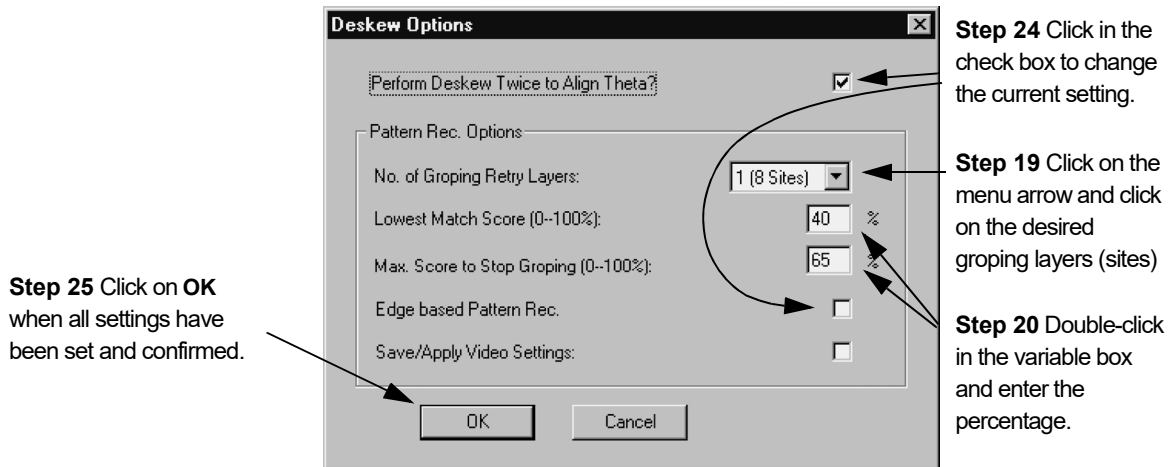 Deskew Options
Perform Deskew Twice to Align Theta?
Pattern Rec. Options
No. of Groping Retry Layers:
1 (8 Sites)
Lowest Match Score (0--100%):
40 %
Max. Score to Stop Groping (0--100%):
65 %
Edge based Pattern Rec.
Save/Apply Video Settings:
OK
Cancel
Step 24 Click in the
check box to change
the current setting.
Step 19 Click on the
menu arrow and click
on the desired
groping layers (sites)
Step 20 Double-click
in the variable box
and enter the
percentage.
Step 25 Click on OK
when all settings have
been set and confirmed.